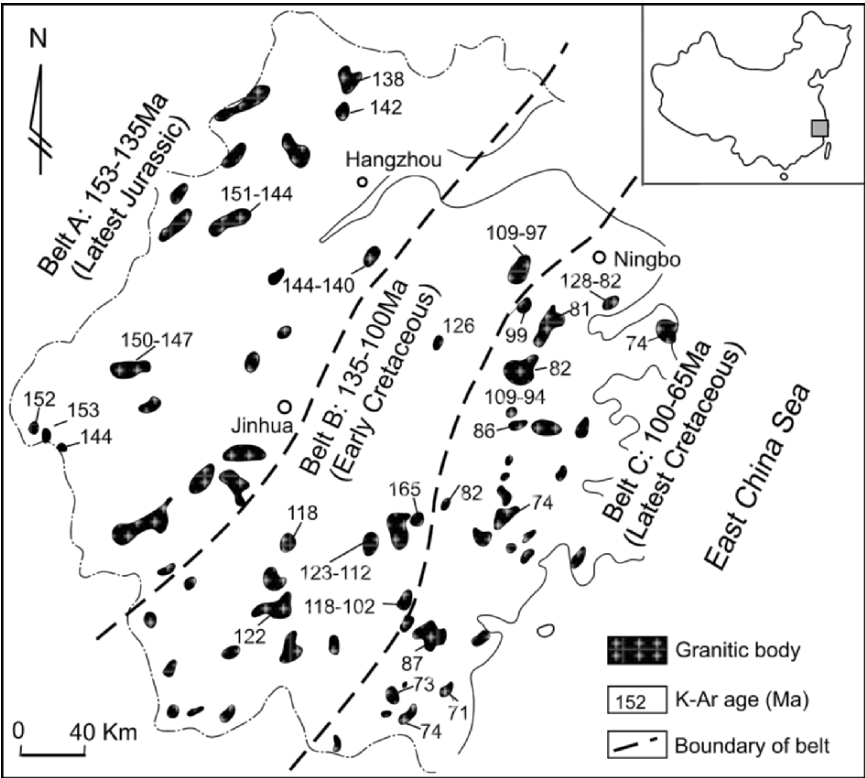 N
138
142
Hangzhou
Belt A: 153-135Ma
(Latest Jurassic)
151-144
109-97
Ningbo
144-140
128-82
81
99
126
74
150-147
82
Belt B: 135-100Ma
(Early Cretaceous)
109-94
152
153
144
Jinhua
86
Belt C: 100-65Ma
(Latest Cretaceous)
East China Sea
165
82
74
118
123-112
118-102
122
87
73
71
74
0 40 Km
Granitic body
152 K-Ar age (Ma)
Boundary of belt